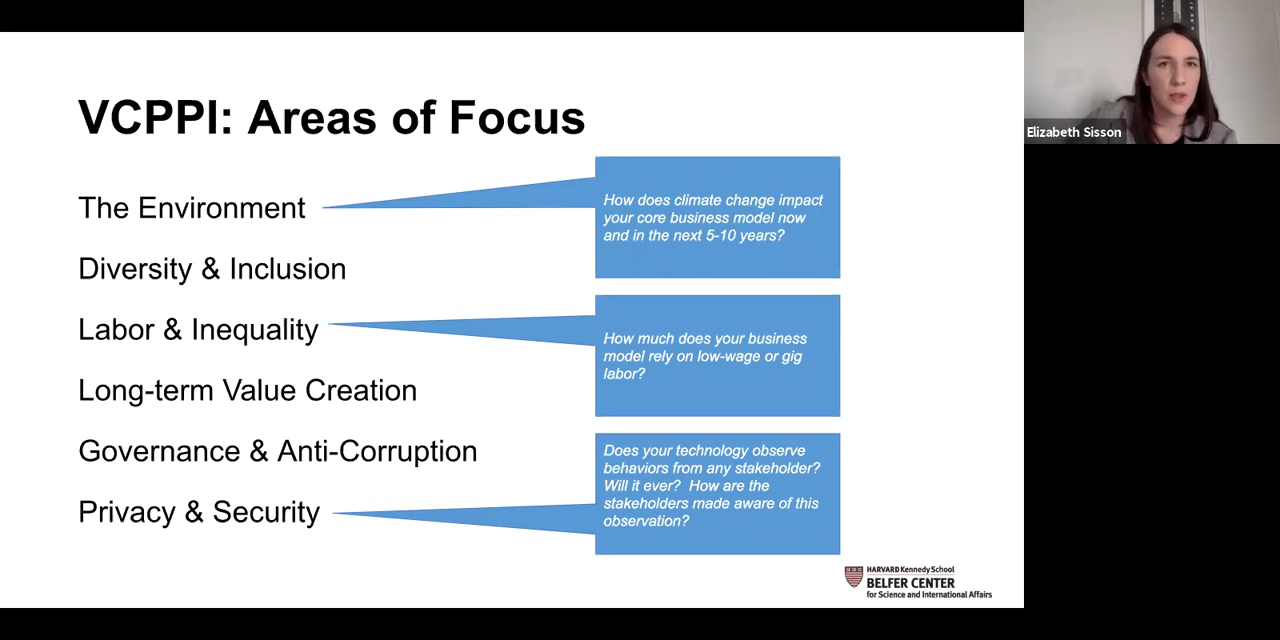 VCPPI: Areas of Focus
The Environment
Diversity & Inclusion
Labor & Inequality
Long-term Value Creation
Governance & Anti-Corruption
Privacy & Security
How does climate change impact
your core business model now
and in the next 5-10 years?
How much does your business
model rely on low-wage or gig
labor?
Does your technology observe
behaviors from any stakeholder?
Will it ever?  How are the
stakeholders made aware of this
observation?
HARVARD Kennedy School
BELFER CENTER
for Science and International Affairs
Elizabeth Sisson